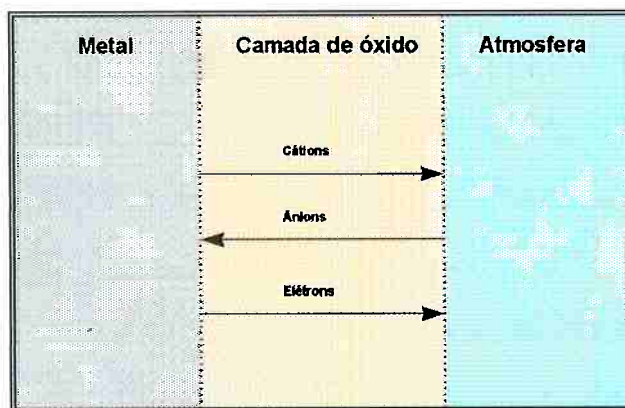 Metal Camada de óxido Atmosfera
Cátions
Ânions
Elétrons